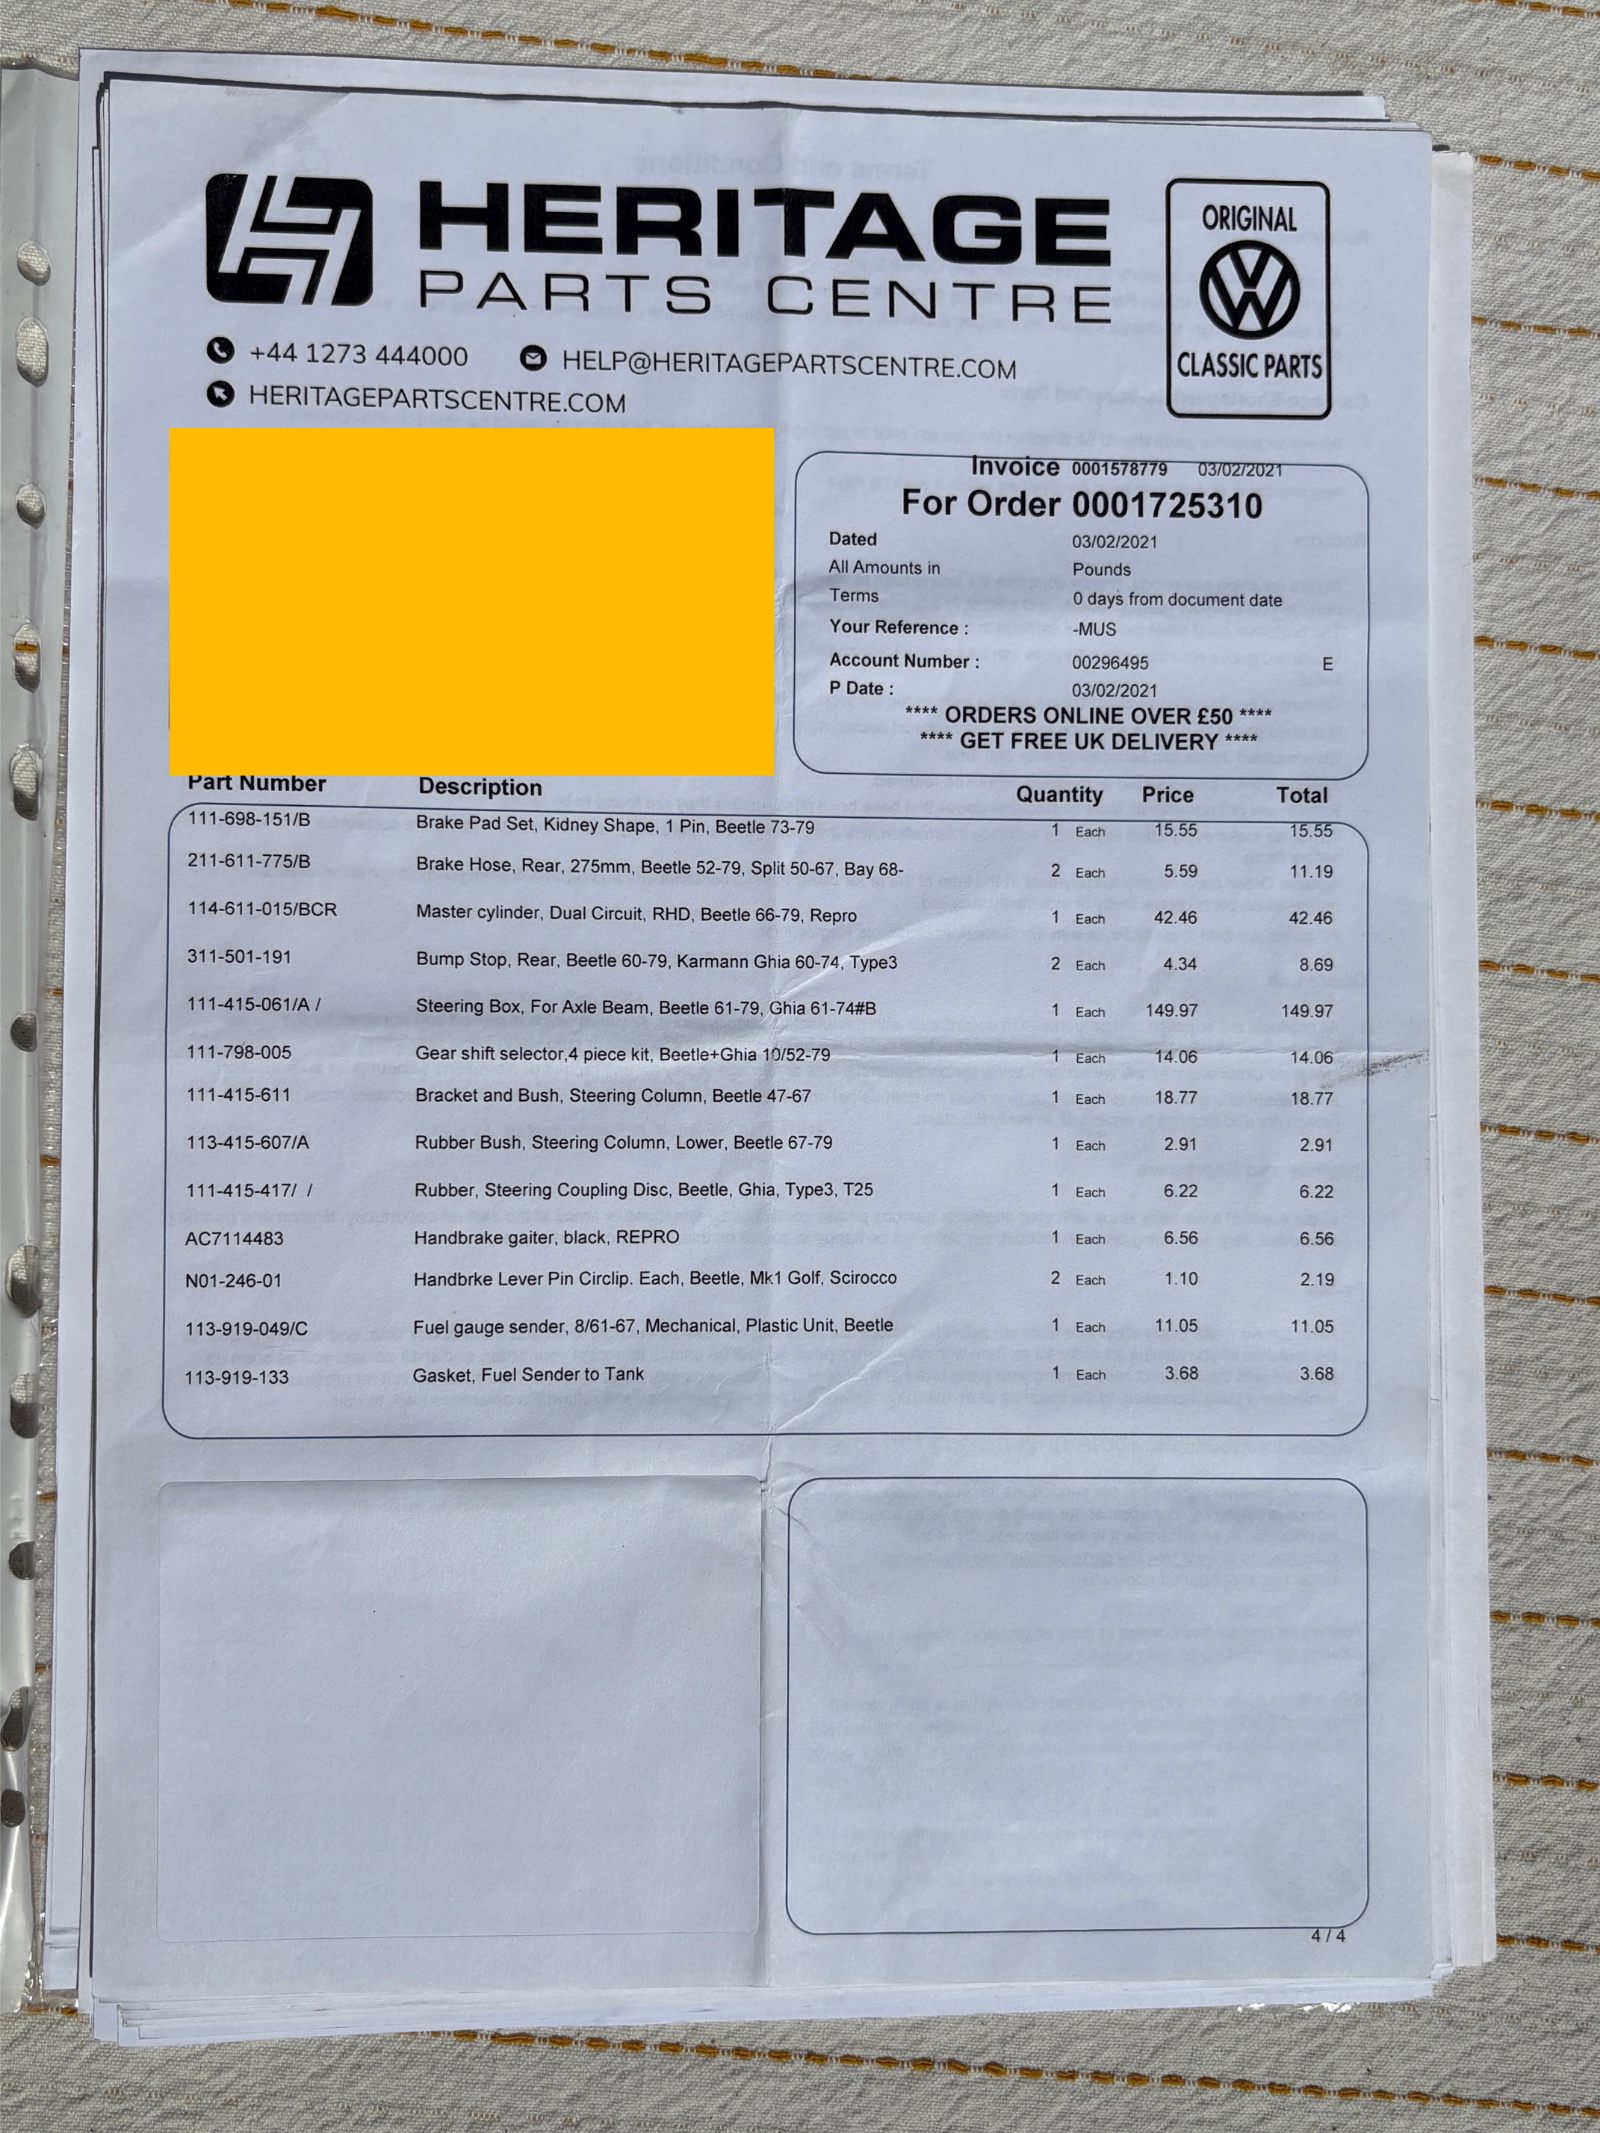 HERITAGE
PARTS CENTRE
ORIGINAL
CLASSIC PARTS
+44 1273 444000 HELP@HERITAGEPARTSCENTRE.COM
HERITAGEPARTSCENTRE.COM
Invoice 0001578779 03/02/2021
For Order 0001725310
Dated 03/02/2021
All Amounts in Pounds
Terms 0 days from document date
Your Reference : -MUS
Account Number : 00296495 E
P Date : 03/02/2021
**** ORDERS ONLINE OVER £50 ****
**** GET FREE UK DELIVERY ****
Part Number Description Quantity Price Total
111-698-151/B Brake Pad Set, Kidney Shape, 1 Pin, Beetle 73-79 1 Each 15.55 15.55
211-611-775/B Brake Hose, Rear, 275mm, Beetle 52-79, Split 50-67, Bay 68- 2 Each 5.59 11.19
114-611-015/BCR Master cylinder, Dual Circuit, RHD, Beetle 66-79, Repro 1 Each 42.46 42.46
311-501-191 Bump Stop, Rear, Beetle 60-79, Karmann Ghia 60-74, Type3 2 Each 4.34 8.69
111-415-061/A / Steering Box, For Axle Beam, Beetle 61-79, Ghia 61-74#B 1 Each 149.97 149.97
111-798-005 Gear shift selector,4 piece kit, Beetle+Ghia 10/52-79 1 Each 14.06 14.06
111-415-611 Bracket and Bush, Steering Column, Beetle 47-67 1 Each 18.77 18.77
113-415-607/A Rubber Bush, Steering Column, Lower, Beetle 67-79 1 Each 2.91 2.91
111-415-417/ / Rubber, Steering Coupling Disc, Beetle, Ghia, Type3, T25 1 Each 6.22 6.22
AC7114483 Handbrake gaiter, black, REPRO 1 Each 6.56 6.56
N01-246-01 Handbrke Lever Pin Circlip. Each, Beetle, Mk1 Golf, Scirocco 2 Each 1.10 2.19
113-919-049/C Fuel gauge sender, 8/61-67, Mechanical, Plastic Unit, Beetle 1 Each 11.05 11.05
113-919-133 Gasket, Fuel Sender to Tank 1 Each 3.68 3.68
4 / 4